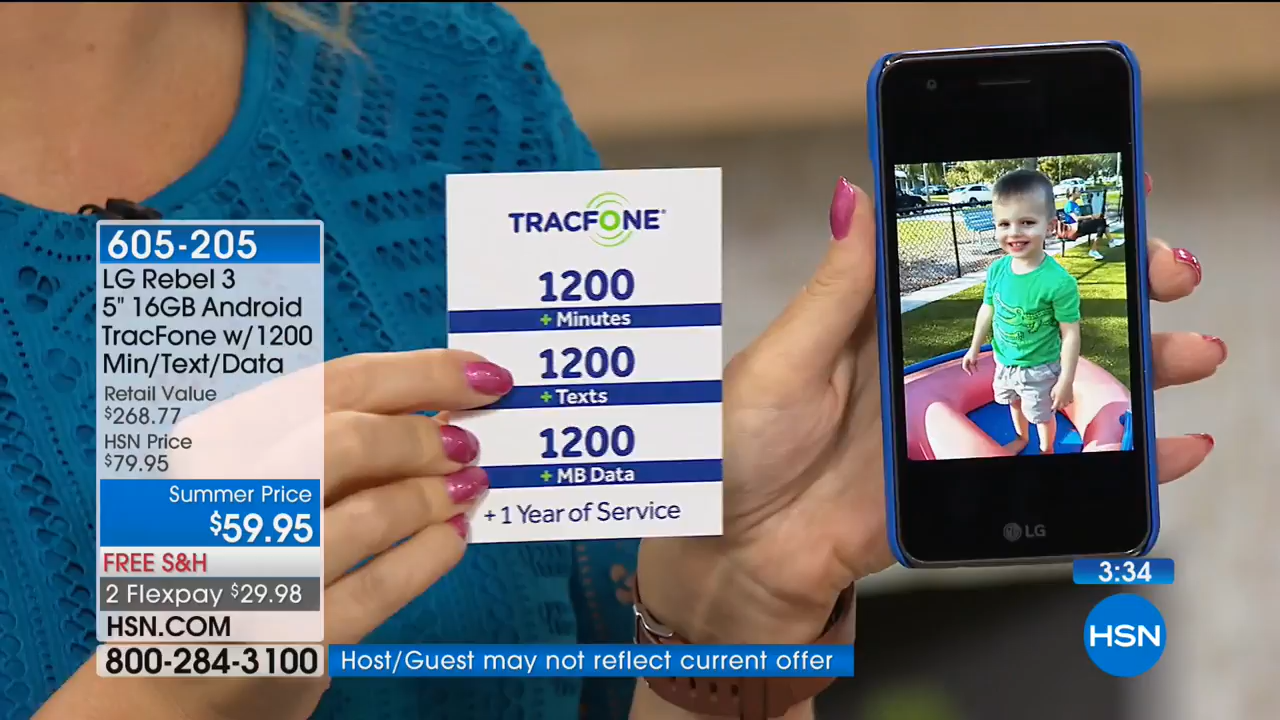 605-205
LG Rebel 3
5" 16GB Android
TracFone w/1200
Min/Text/Data
Retail Value
$268.77
HSN Price
$79.95
Summer Price
$59.95
FREE S&H
2 Flexpay $29.98
HSN.COM
800-284-3100
Host/Guest may not reflect current offer
TRACFONE®
1200
+ Minutes
1200
+ Texts
1200
+ MB Data
+ 1 Year of Service
LG
3:34
HSN